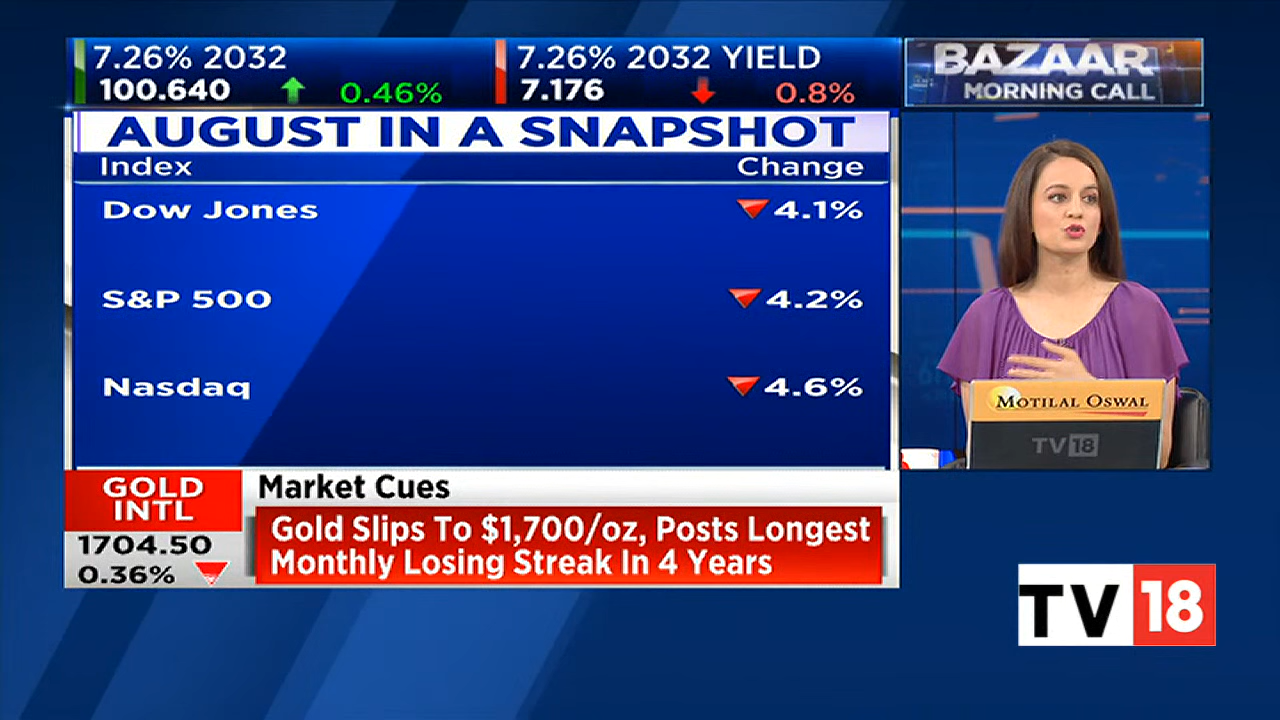 7.26% 2032
100.640 0.46%
7.26% 2032 YIELD
7.176 0.8%
BAZAAR
MORNING CALL
AUGUST IN A SNAPSHOT
Index Change
Dow Jones 4.1%
S&P 500 4.2%
Nasdaq 4.6%
MOTILAL OSWAL
TV18
GOLD
INTL
1704.50
0.36%
Market Cues
Gold Slips To $1,700/oz, Posts Longest
Monthly Losing Streak In 4 Years
TV18